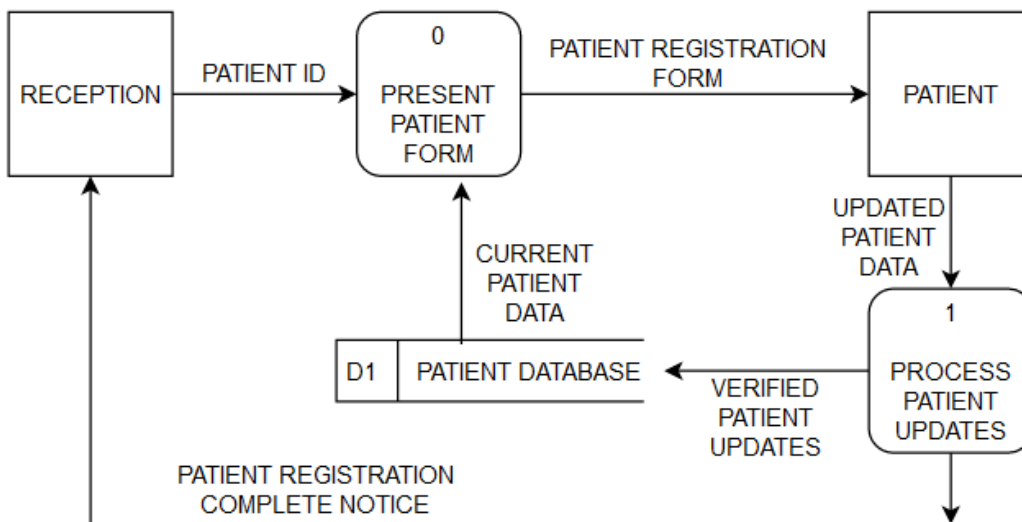 RECEPTION
PATIENT ID
0
PRESENT
PATIENT
FORM
PATIENT REGISTRATION
FORM
PATIENT
UPDATED
PATIENT
DATA
CURRENT
PATIENT
DATA
1
PROCESS
PATIENT
UPDATES
D1
PATIENT DATABASE
VERIFIED
PATIENT
UPDATES
PATIENT REGISTRATION
COMPLETE NOTICE